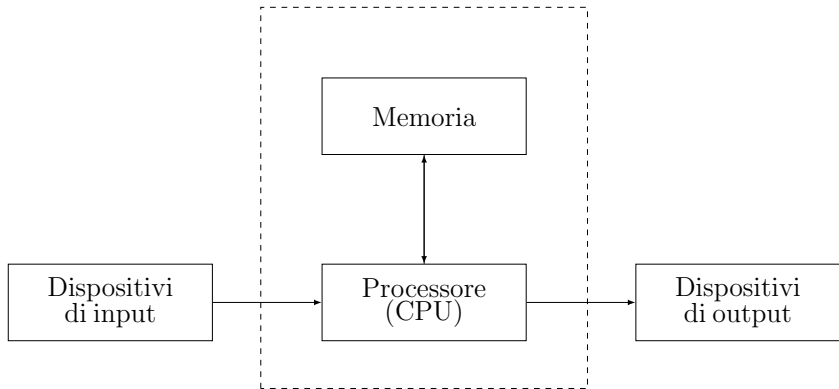 Memoria
Dispositivi
di input
Processore
(CPU)
Dispositivi
di output